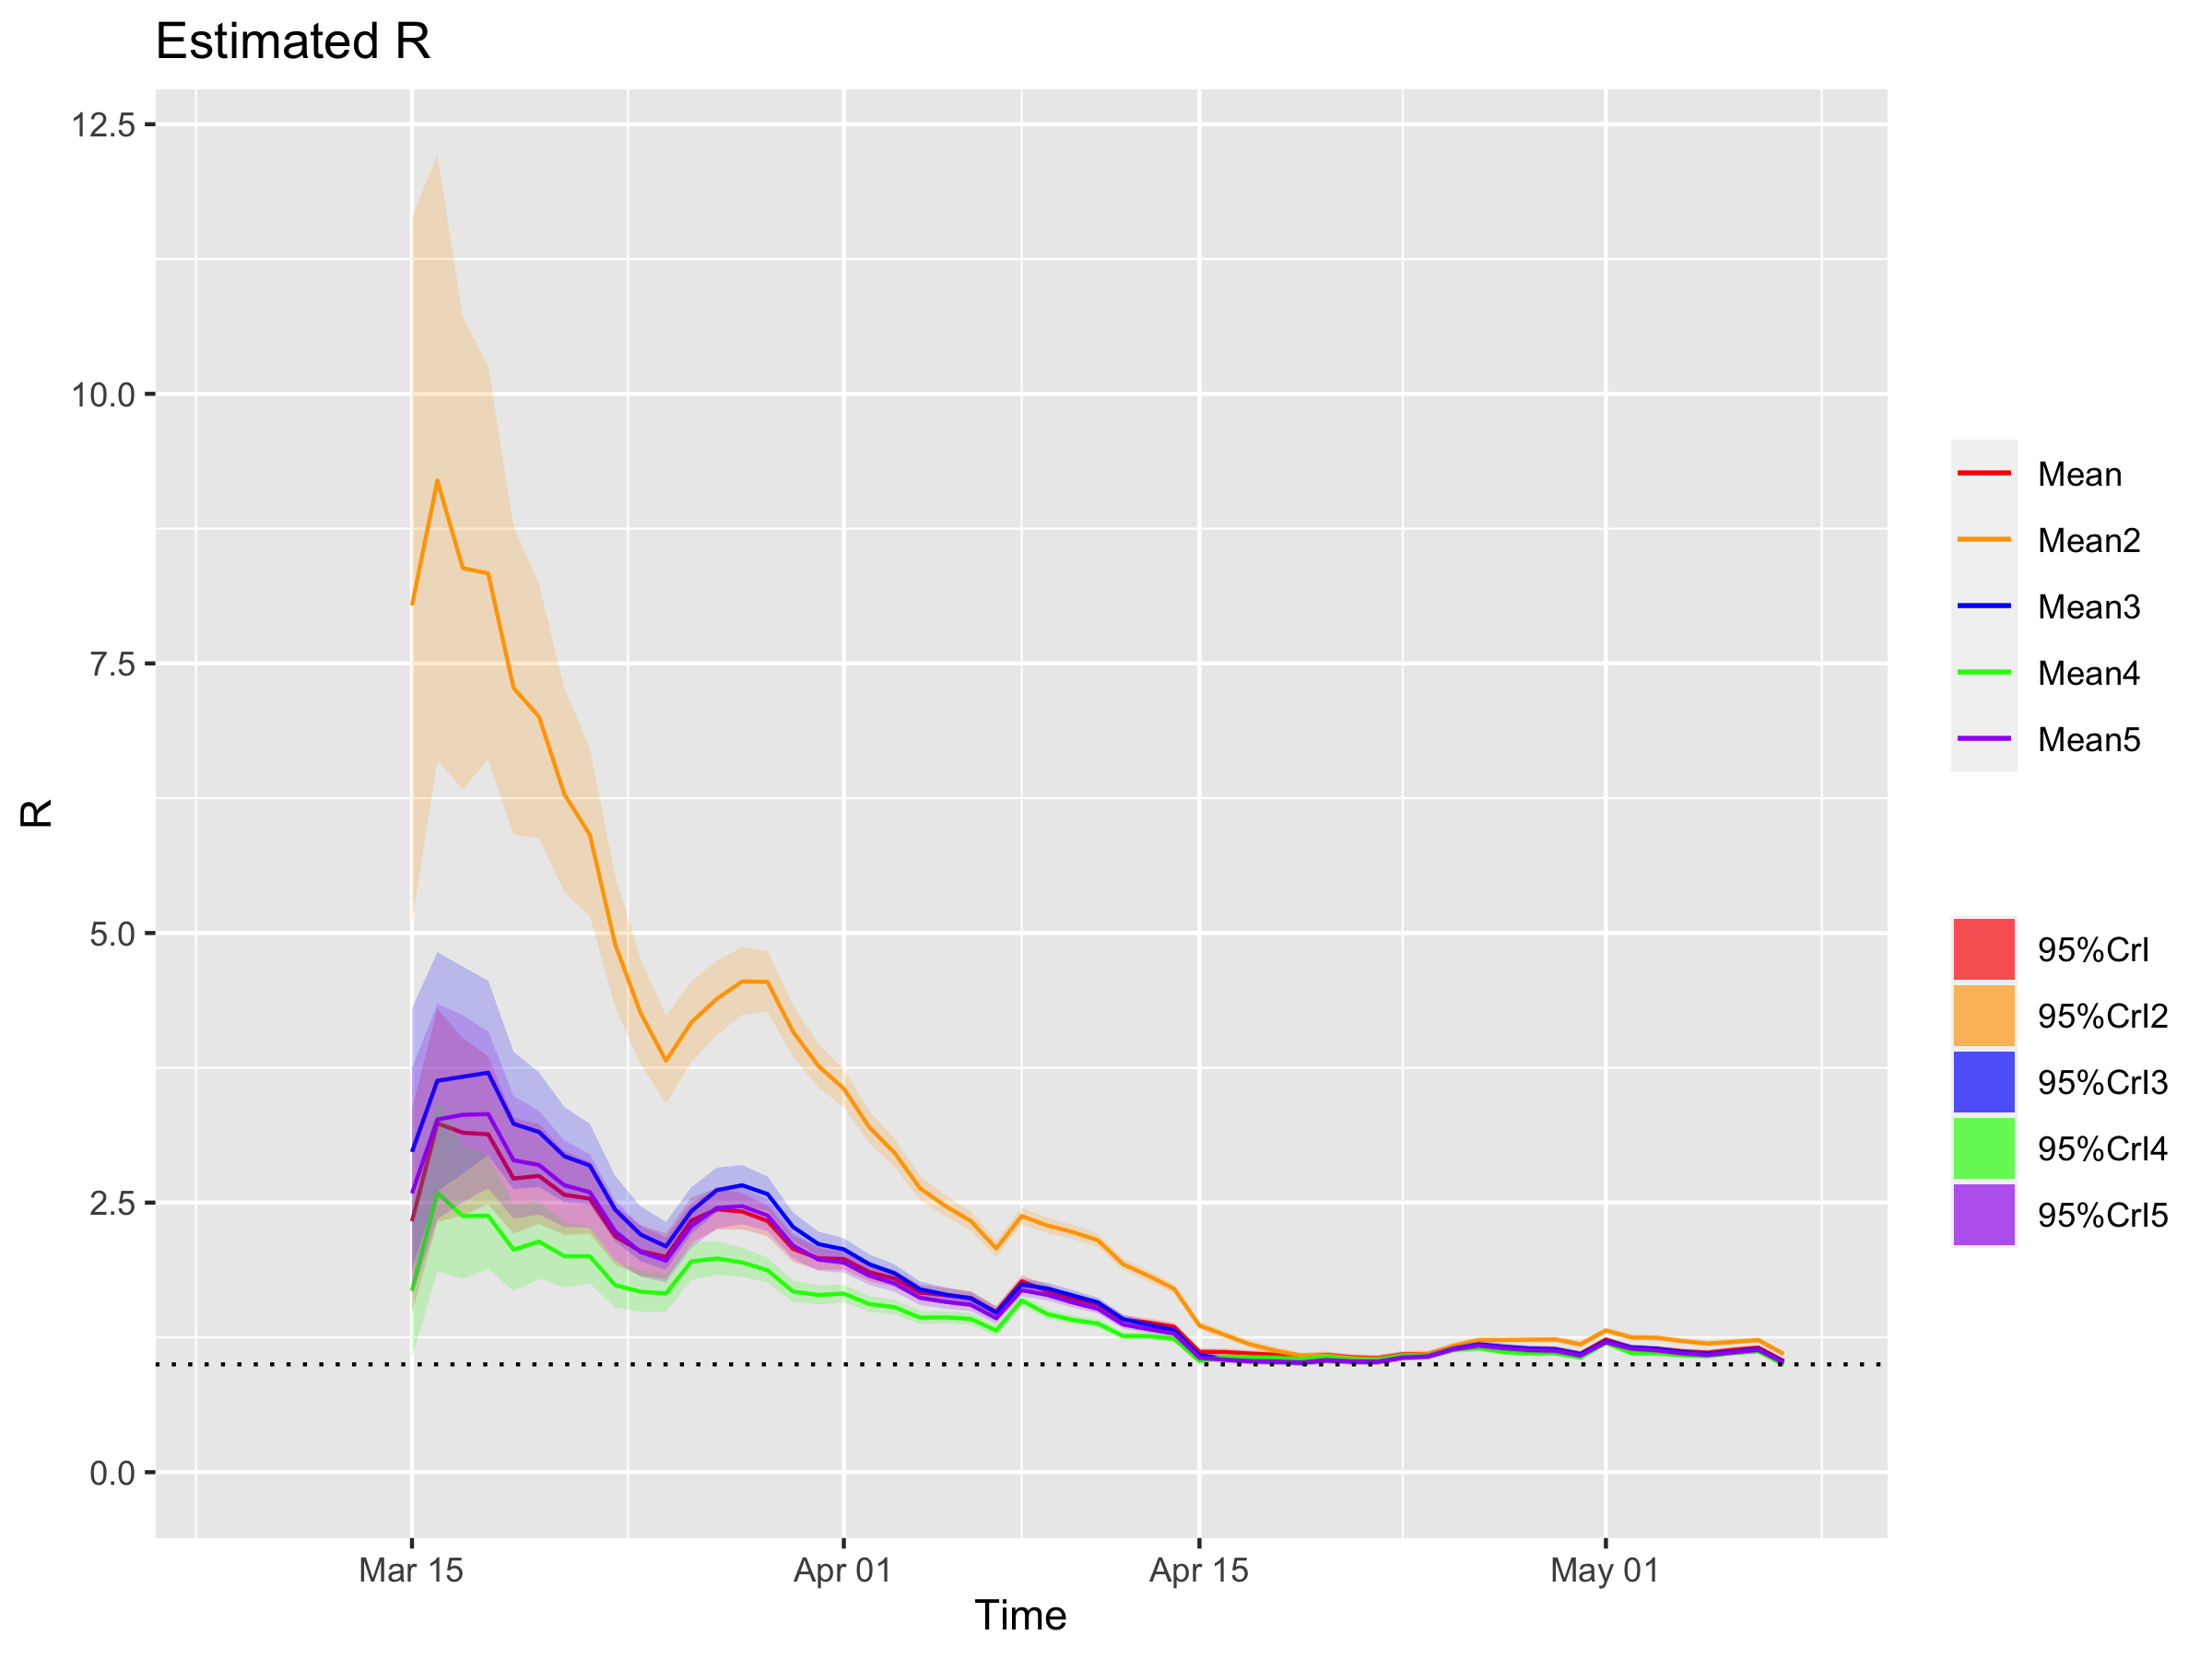 Estimated R
12.5
10.0
7.5
5.0
2.5
0.0
R
Mar 15
Apr 01
Apr 15
May 01
Time
Mean
Mean2
Mean3
Mean4
Mean5
95%CrI
95%CrI2
95%CrI3
95%CrI4
95%CrI5